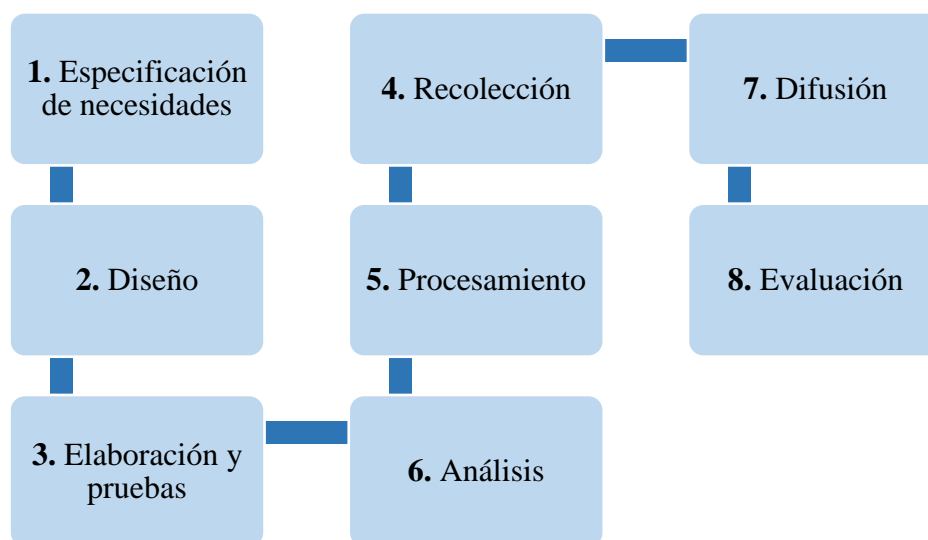 1. Especificación
de necesidades
2. Diseño
3. Elaboración y
pruebas
4. Recolección
5. Procesamiento
6. Análisis
7. Difusión
8. Evaluación